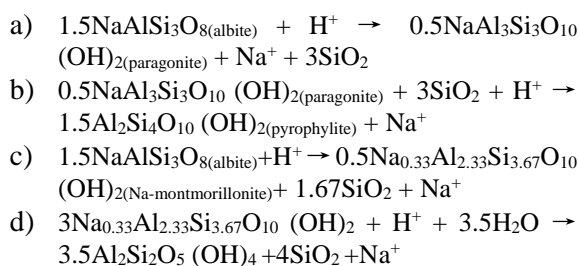 a) 1.5NaAlSi₃O₈₍ₐₗbᵢₜₑ₎ + H⁺ → 0.5NaAl₃Si₃O₁₀
(OH)₂(paragonite) + Na⁺ + 3SiO₂
b) 0.5NaAl₃Si₃O₁₀ (OH)₂(paragonite) + 3SiO₂ + H⁺ →
1.5Al₂Si₄O₁₀ (OH)₂(pyrophylite) + Na⁺
c) 1.5NaAlSi₃O₈(albite)+H⁺→0.5Na₀.₃₃Al₂.₃₃Si₃.₆₇O₁₀
(OH)₂(Na-montmorillonite)+ 1.67SiO₂ + Na⁺
d) 3Na₀.₃₃Al₂.₃₃Si₃.₆₇O₁₀ (OH)₂ + H⁺ + 3.5H₂O →
3.5Al₂Si₂O₅ (OH)₄ +4SiO₂ +Na⁺